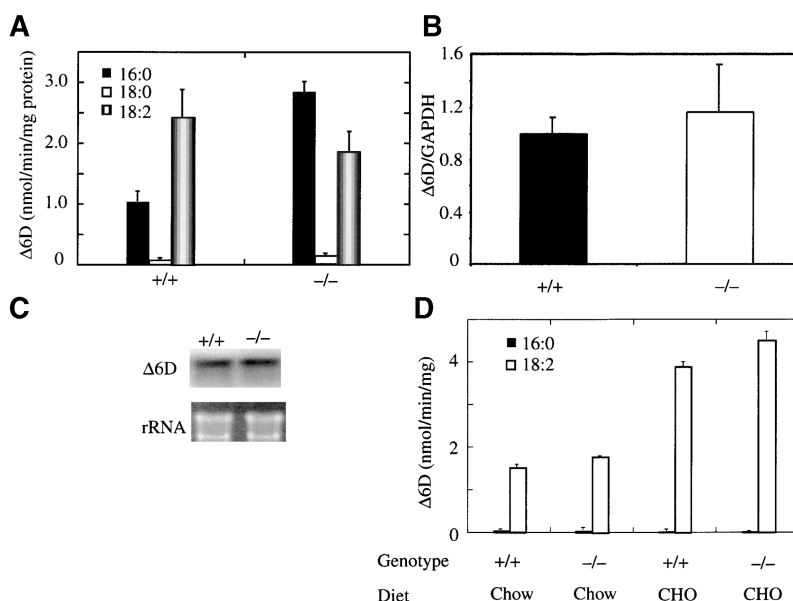 A
Δ6D (nmol/min/mg protein)
3.0
2.0
1.0
0
16:0
18:0
18:2
+/+
−/−
B
Δ6D/GAPDH
1.6
1.2
0.8
0.4
0
+/+
−/−
C
+/+
−/−
Δ6D
rRNA
D
Δ6D (nmol/min/mg)
4
2
0
16:0
18:2
Genotype +/+ −/− +/+ −/−
Diet Chow Chow CHO CHO